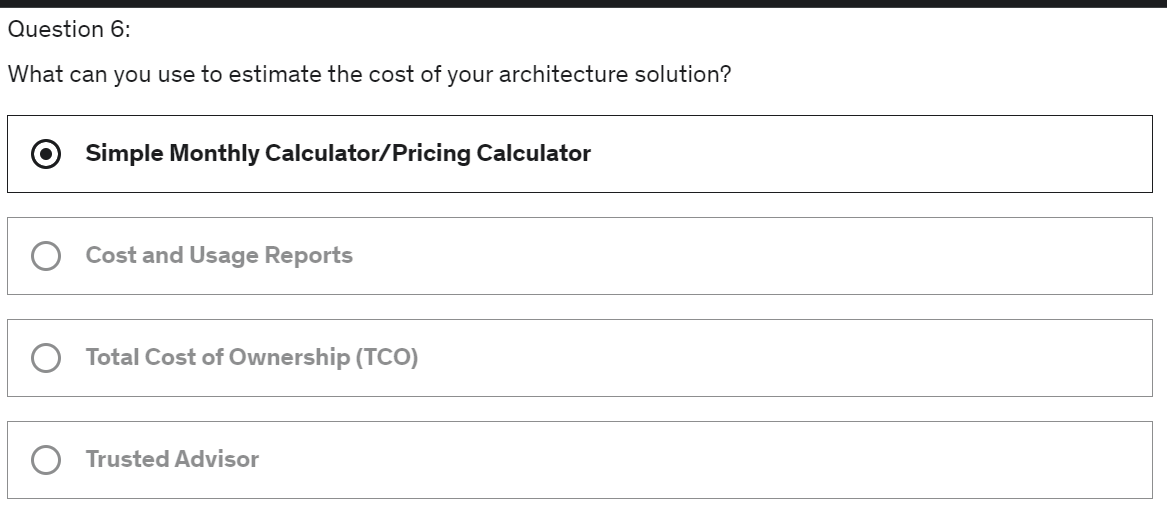 Question 6:
What can you use to estimate the cost of your architecture solution?
Simple Monthly Calculator/Pricing Calculator
Cost and Usage Reports
Total Cost of Ownership (TCO)
Trusted Advisor